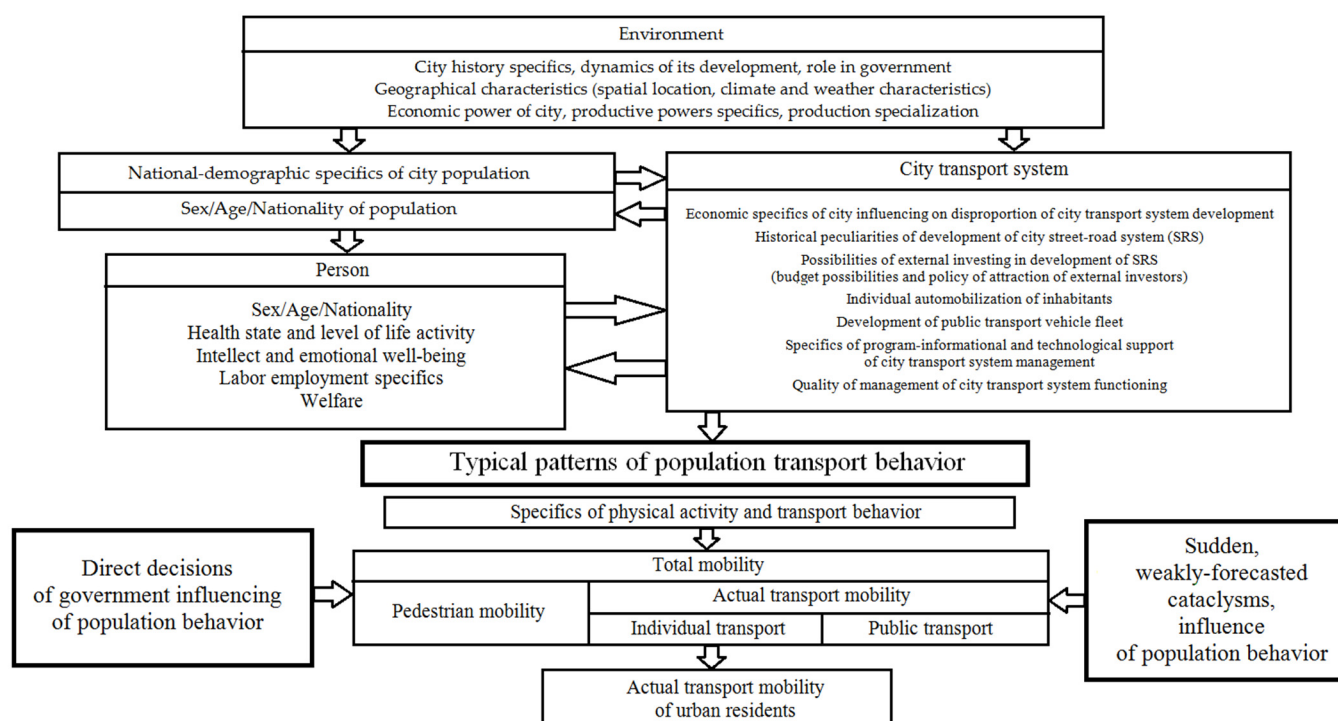 Environment
City history specifics, dynamics of its development, role in government
Geographical characteristics (spatial location, climate and weather characteristics)
Economic power of city, productive powers specifics, production specialization
National-demographic specifics of city population
Sex/Age/Nationality of population
City transport system
Economic specifics of city influencing on disproportion of city transport system development
Historical peculiarities of development of city street-road system (SRS)
Possibilities of external investing in development of SRS
(budget possibilities and policy of attraction of external investors)
Individual automobilization of inhabitants
Development of public transport vehicle fleet
Specifics of program-informational and technological support
of city transport system management
Quality of management of city transport system functioning
Person
Sex/Age/Nationality
Health state and level of life activity
Intellect and emotional well-being
Labor employment specifics
Welfare
Typical patterns of population transport behavior
Specifics of physical activity and transport behavior
Direct decisions
of government influencing
of population behavior
Total mobility
Pedestrian mobility
Actual transport mobility
Individual transport
Public transport
Sudden,
weakly-forecasted
cataclysms,
influence
of population behavior
Actual transport mobility
of urban residents